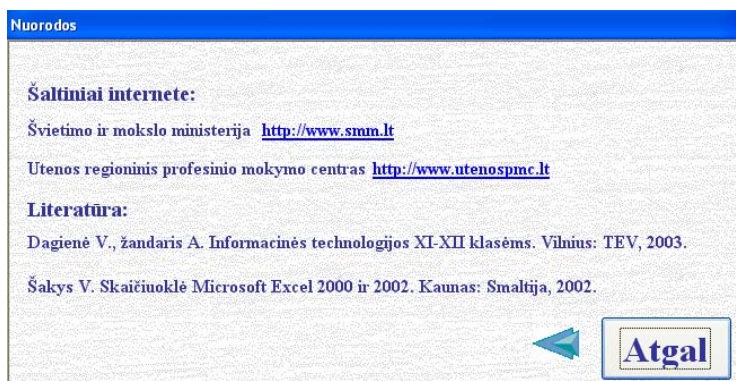 Nuorodos
Šaltiniai internete:
Švietimo ir mokslo ministerija http://www.smm.lt
Utenos regioninis profesinio mokymo centras http://www.utenospmc.lt
Literatūra:
Dagienė V., žandaris A. Informacinės technologijos XI-XII klasėms. Vilnius: TEV, 2003.
Šakys V. Skaičiuoklė Microsoft Excel 2000 ir 2002. Kaunas: Smaltija, 2002.
Atgal